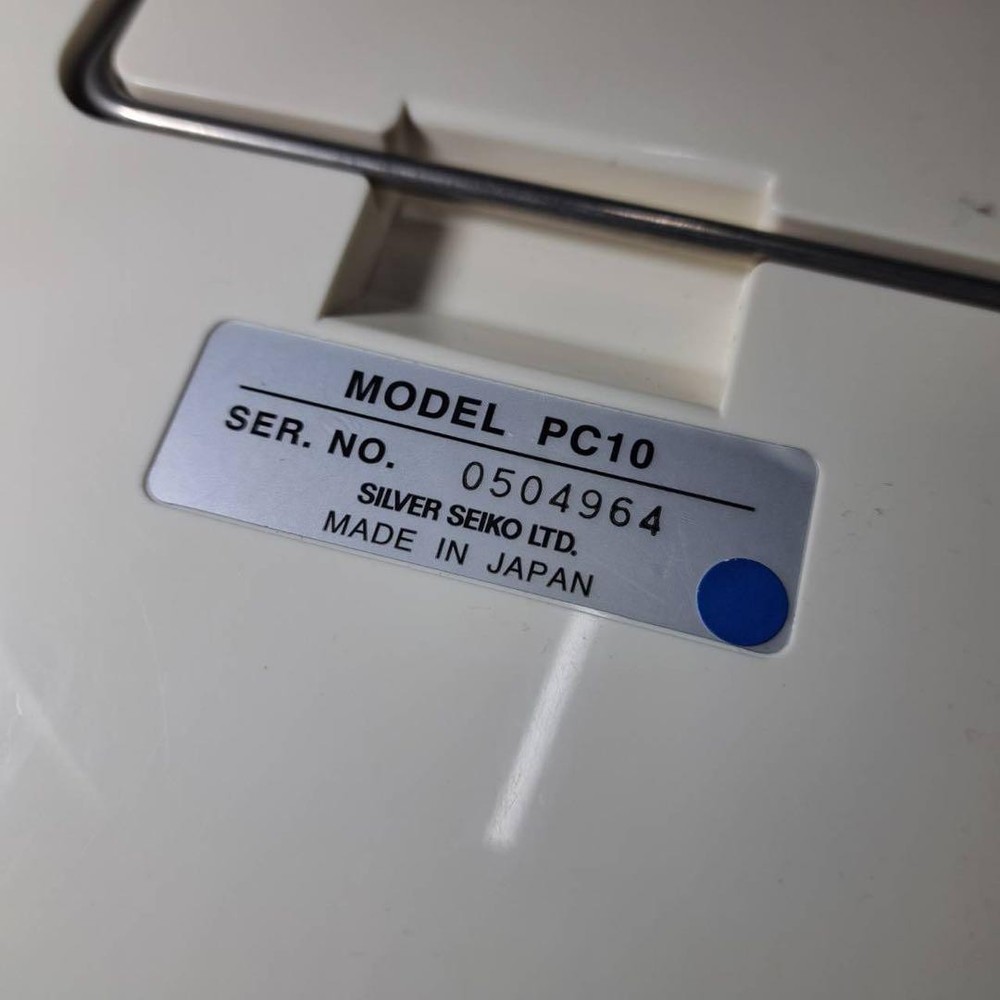 MODEL PC10
SER. NO. 0504964
SILVER SEIKO LTD.
MADE IN JAPAN